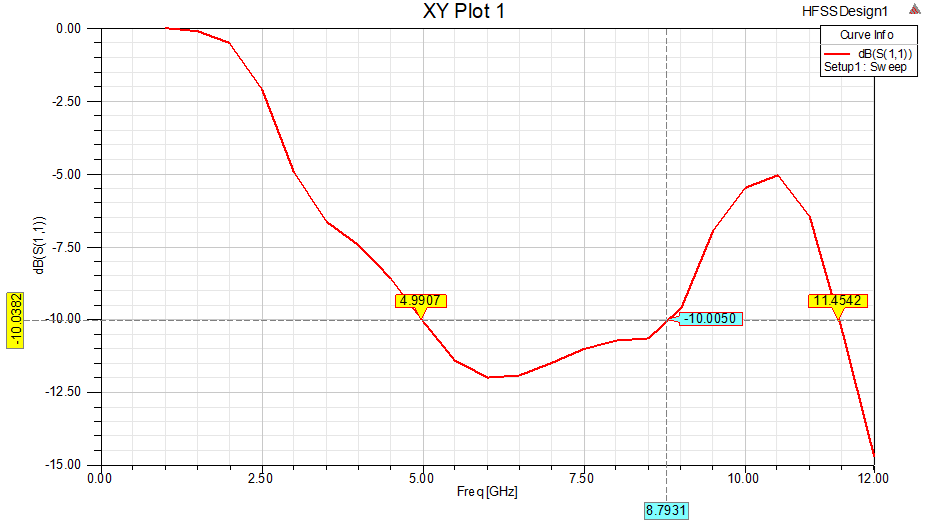 XY Plot 1
HFSSDesign1
Curve Info
dB(S(1,1))
Setup1 : Sweep
0.00
-2.50
-5.00
-7.50
-10.00
-12.50
-15.00
dB(S(1,1))
-10.0382
4.9907
-10.0050
11.4542
0.00
2.50
5.00
7.50
10.00
12.00
Freq [GHz]
8.7931